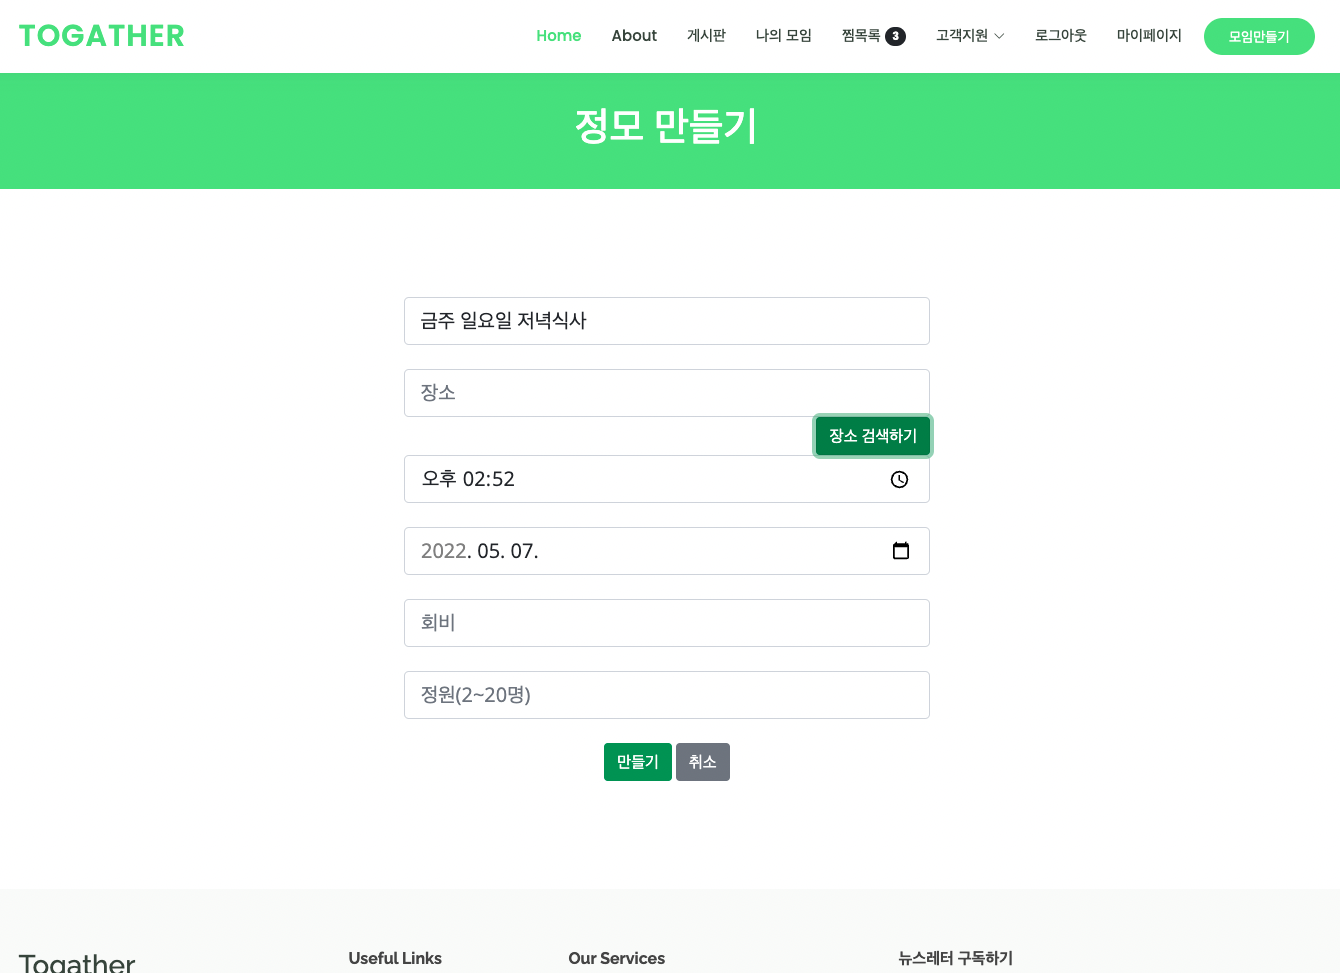 TOGATHER Home About 게시판 나의 모임 찜목록 3 고객지원 로그아웃 마이페이지 모임만들기
정모 만들기
금주 일요일 저녁식사
장소
장소 검색하기
오후 02:52
2022. 05. 07.
회비
정원(2~20명)
만들기 취소
Togather Useful Links Our Services 뉴스레터 구독하기